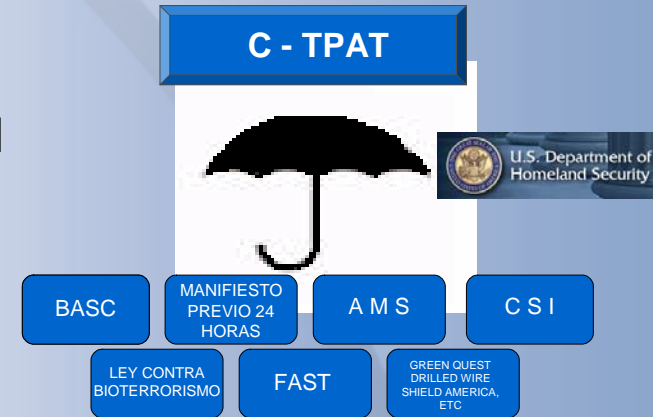 C - TPAT
U.S. Department of
Homeland Security
BASC
MANIFIESTO
PREVIO 24
HORAS
A M S
C S I
LEY CONTRA
BIOTERRORISMO
FAST
GREEN QUEST
DRILLED WIRE
SHIELD AMERICA,
ETC